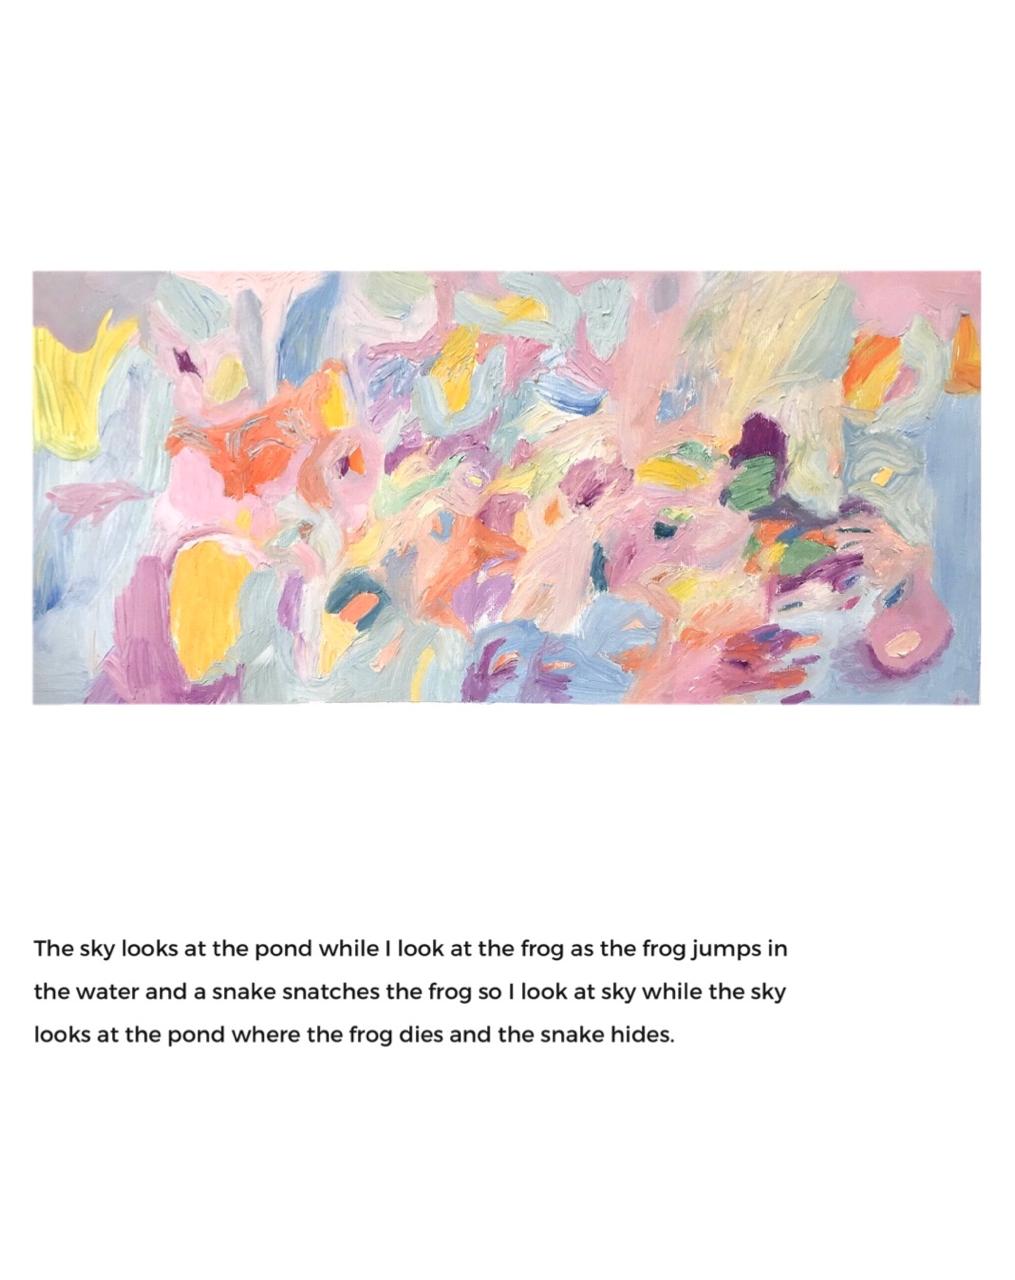 The sky looks at the pond while I look at the frog as the frog jumps in
the water and a snake snatches the frog so I look at sky while the sky
looks at the pond where the frog dies and the snake hides.